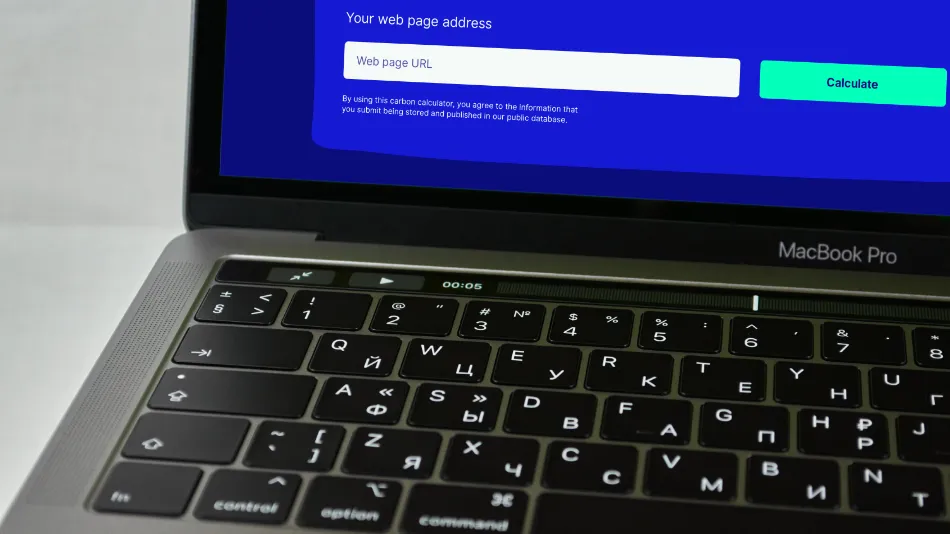 Your web page address
Web page URL
Calculate
By using this carbon calculator, you agree to the information that
you submit being stored and published in our public database.
MacBook Pro
00:05
± < § >
! 1
@ " 2
# № 3
$ % 4
% : 5
^ , 6
& . 7
* 8
Q Й
W Ц
E У
R К
T Е
Y Н
U Г
A « Ф
S » Ы
D В
F А
G П
H ₽ Р
J
~ [ ` ]
Z Я
X Ч
C С
V М
B И
N Т
fn
control
option
command